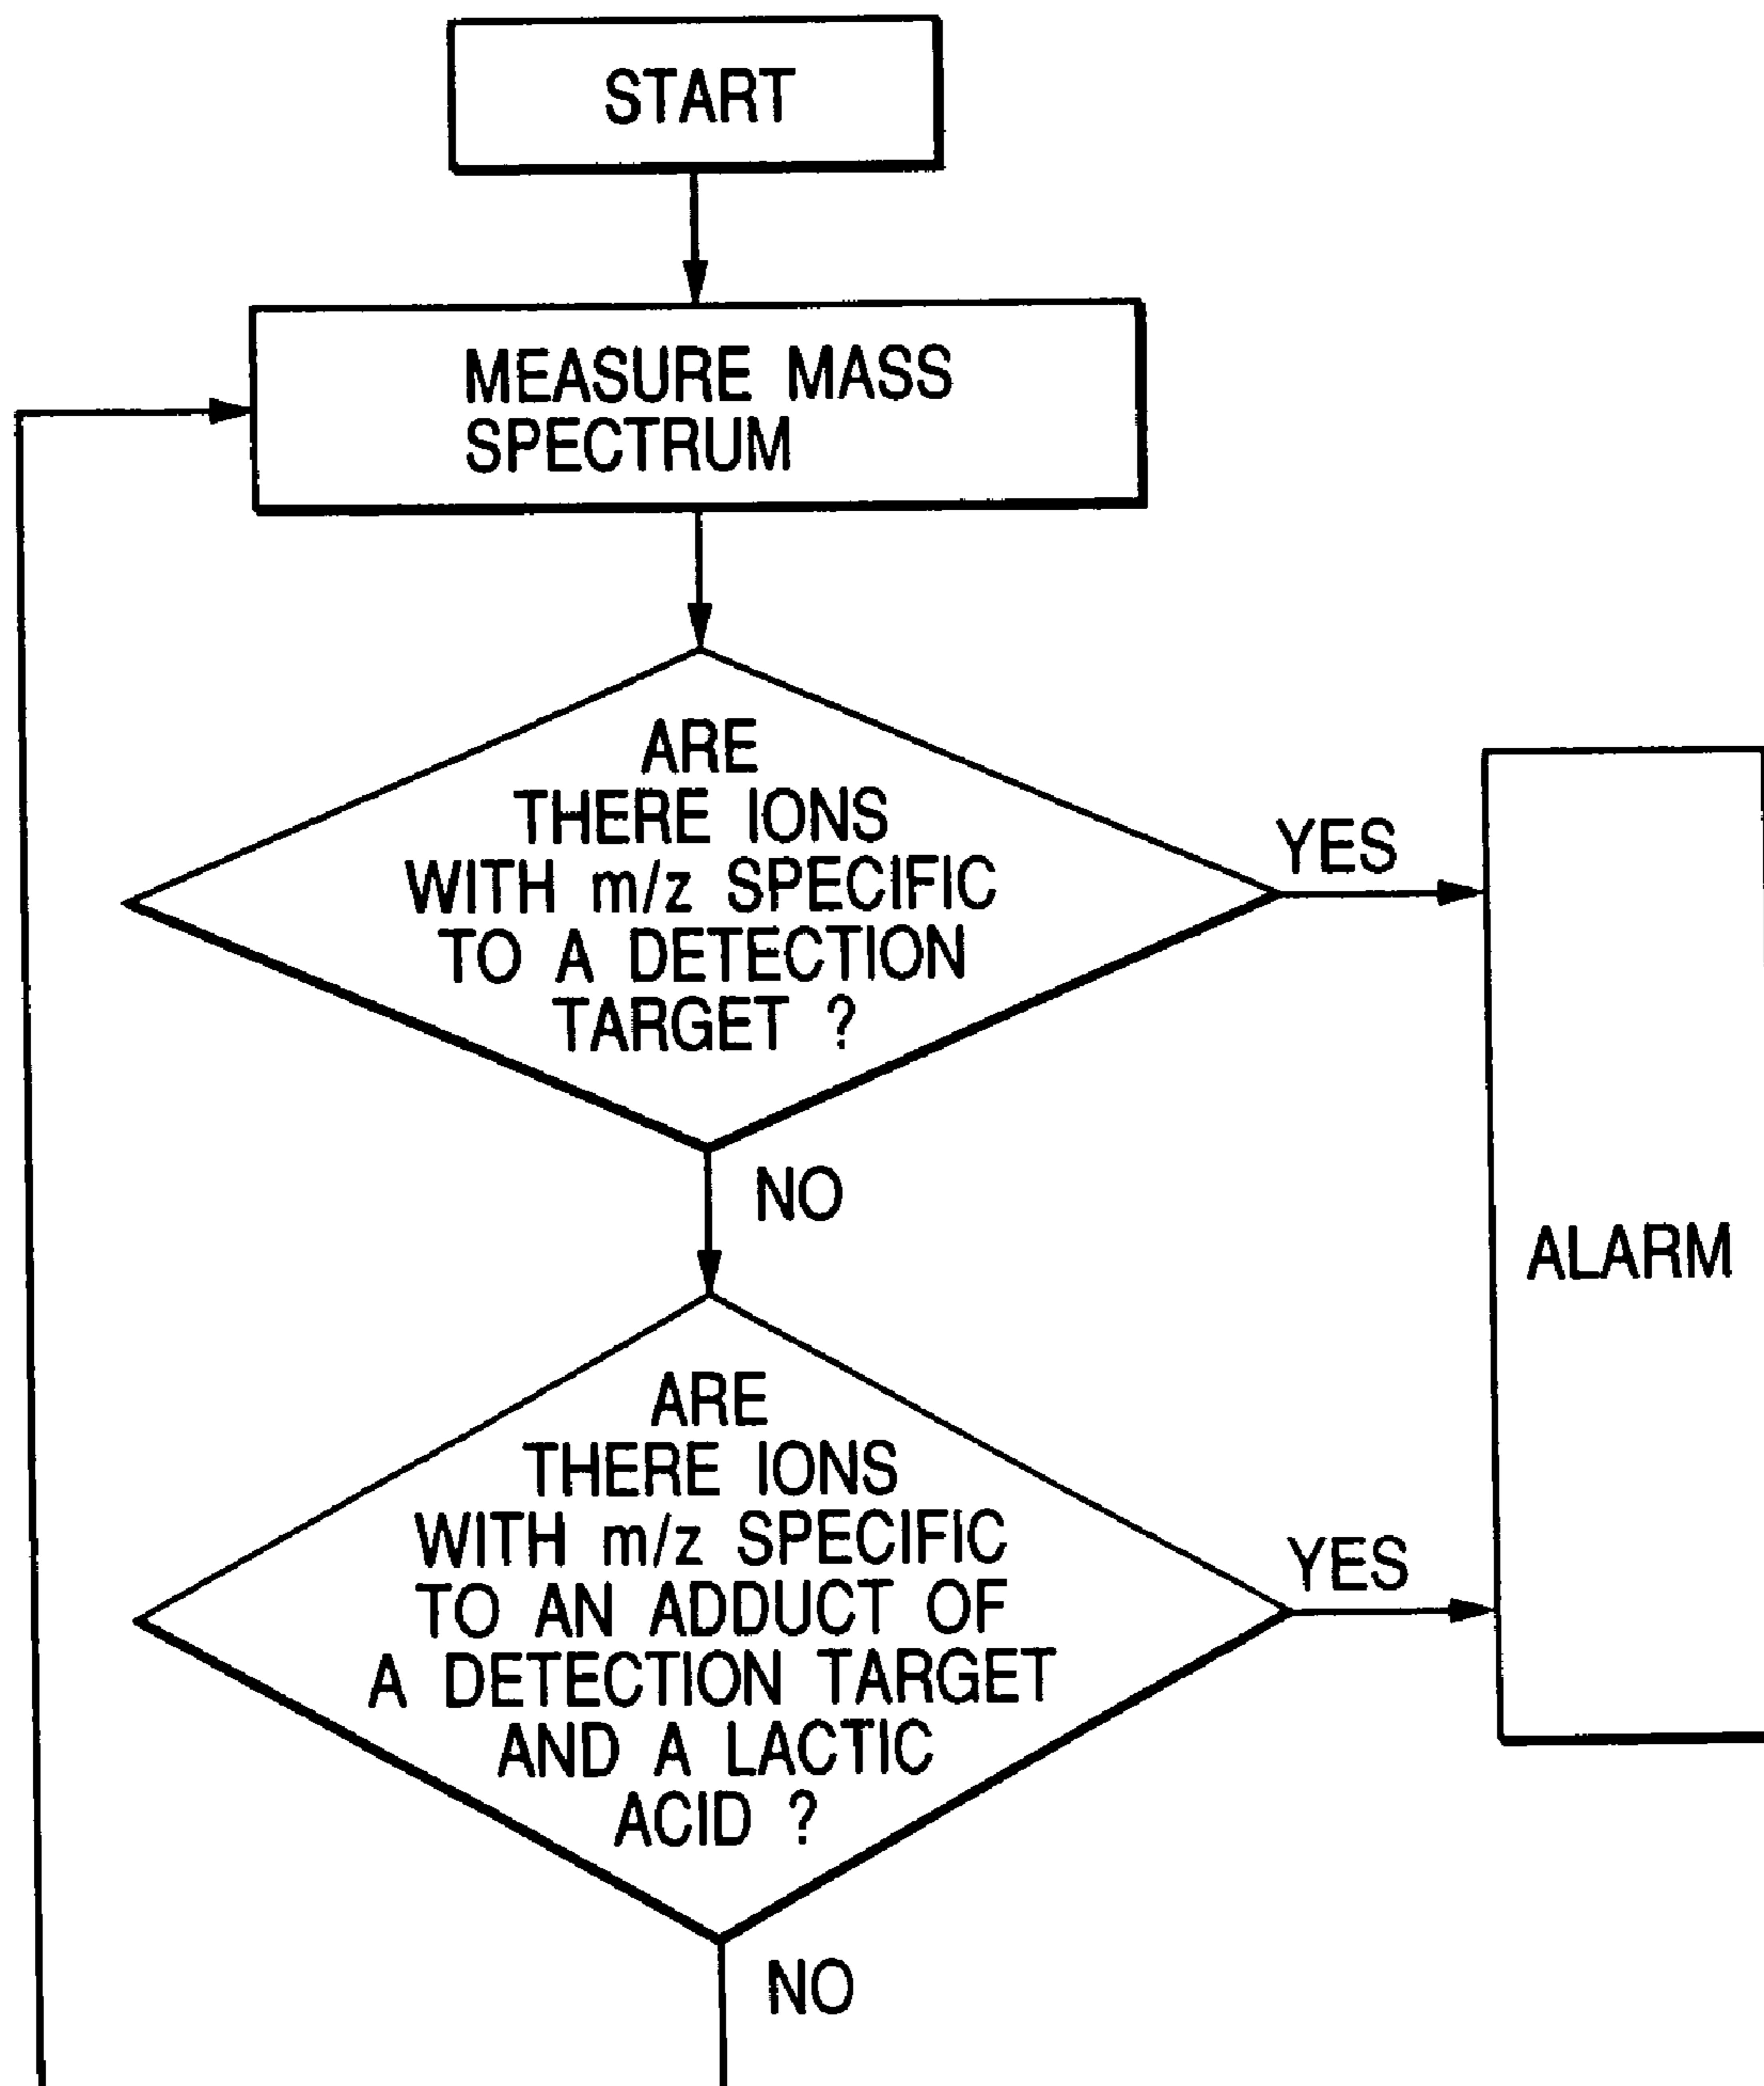 START
MEASURE MASS
SPECTRUM
ARE
THERE IONS
WITH m/z SPECIFIC
TO A DETECTION
TARGET ?
YES
NO
ALARM
ARE
THERE IONS
WITH m/z SPECIFIC
TO AN ADDUCT OF
A DETECTION TARGET
AND A LACTIC
ACID ?
YES
NO